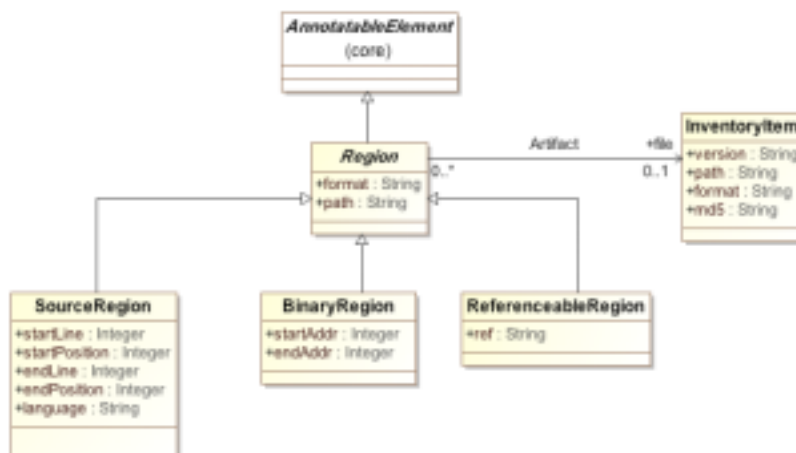 AnnotatableElement
(core)
Region
+format : String
+path : String
0..*
Artifact
+file
0..1
InventoryItem
+version : String
+path : String
+format : String
+md5 : String
SourceRegion
+startLine : Integer
+startPosition : Integer
+endLine : Integer
+endPosition : Integer
+language : String
BinaryRegion
+startAddr : Integer
+endAddr : Integer
ReferenceableRegion
+ref : String